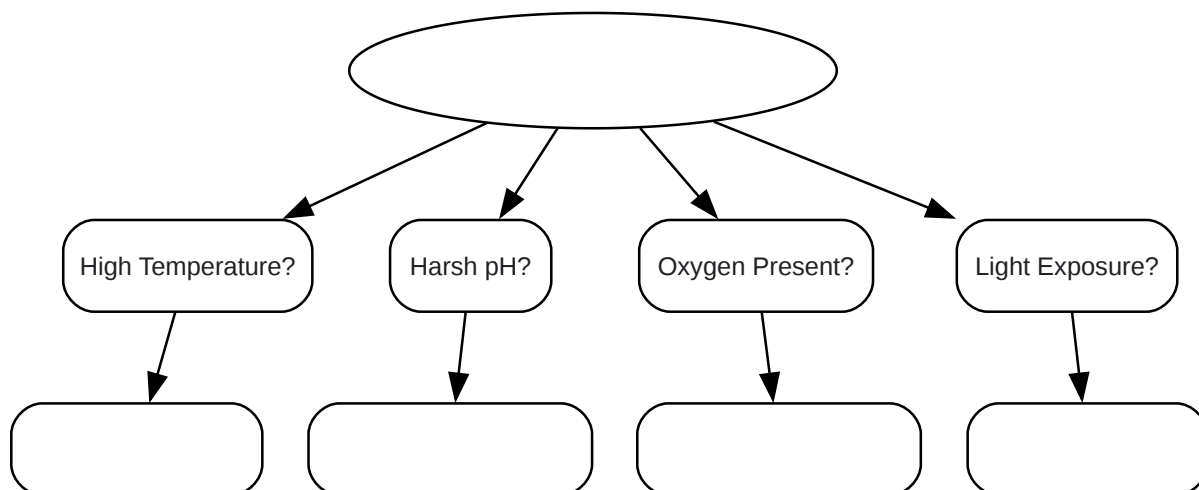 High Temperature?
Harsh pH?
Oxygen Present?
Light Exposure?